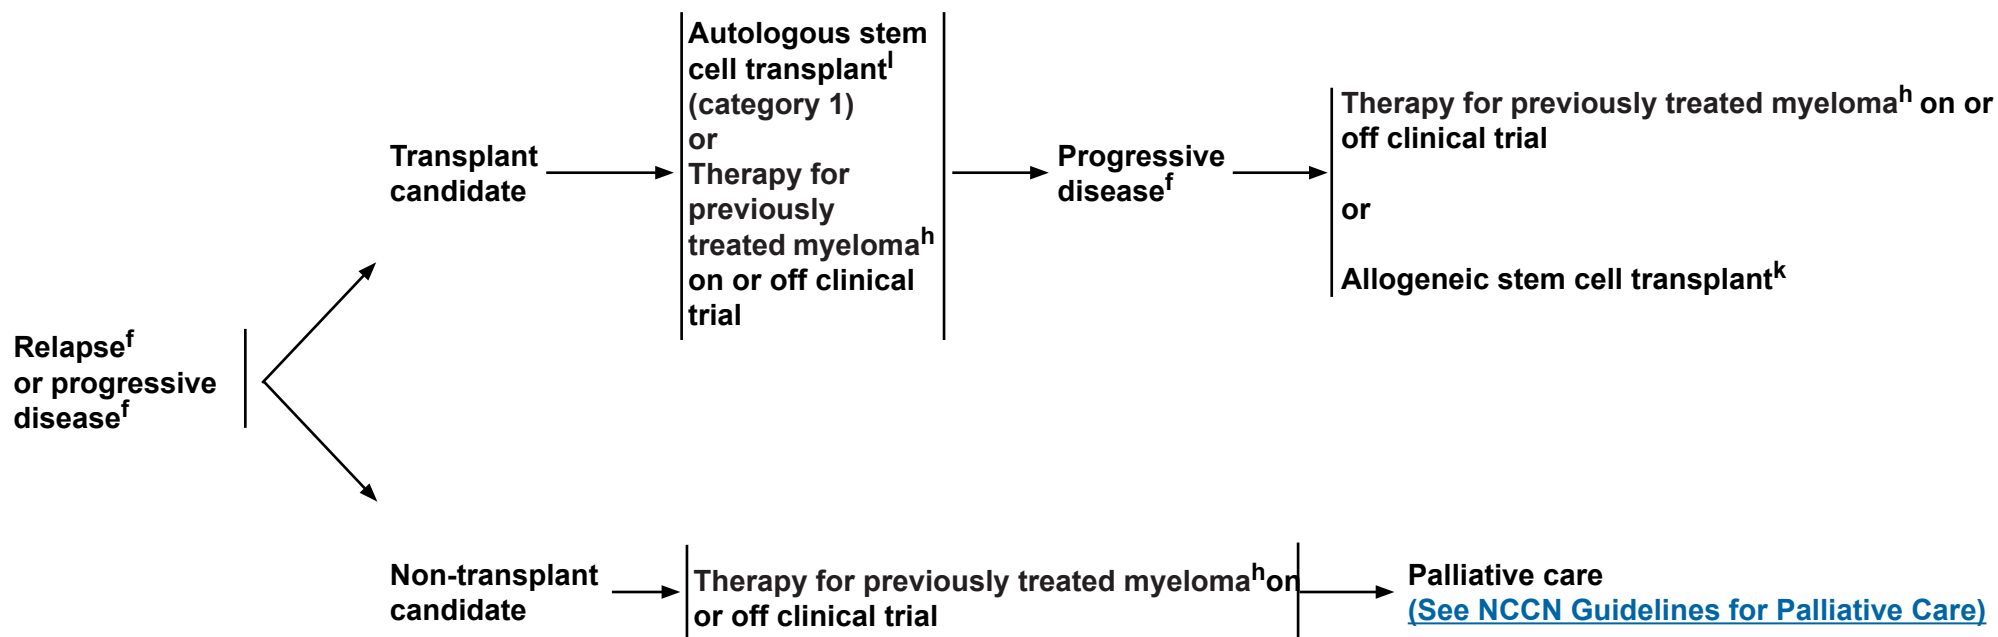 Relapsef
or progressive
diseasef
Transplant
candidate
Autologous stem
cell transplantl
(category 1)
or
Therapy for
previously
treated myelomah
on or off clinical
trial
Progressive
diseasef
Therapy for previously treated myelomah on or
off clinical trial
or
Allogeneic stem cell transplantk
Non-transplant
candidate
Therapy for previously treated myelomahon
or off clinical trial
Palliative care
(See NCCN Guidelines for Palliative Care)